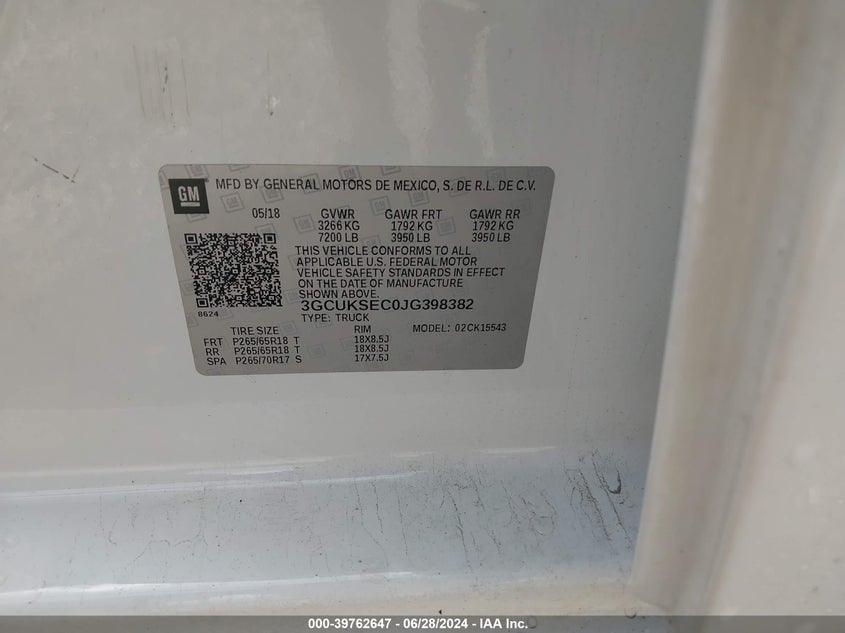 GM MFD BY GENERAL MOTORS DE MEXICO, S. DE R.L. DE C.V.
05/18 GVWR GAWR FRT GAWR RR
3266 KG 1792 KG 1792 KG
7200 LB 3950 LB 3950 LB
THIS VEHICLE CONFORMS TO ALL
APPLICABLE U.S. FEDERAL MOTOR
VEHICLE SAFETY STANDARDS IN EFFECT
ON THE DATE OF MANUFACTURE
SHOWN ABOVE.
3GCUKSEC0JG398382
8624
TYPE: TRUCK
TIRE SIZE RIM MODEL: 02CK15543
FRT P265/65R18 T 18X8.5J
RR P265/65R18 T 18X8.5J
SPA P265/70R17 S 17X7.5J
000-39762647 / 06/28/2024 - IAA Inc.